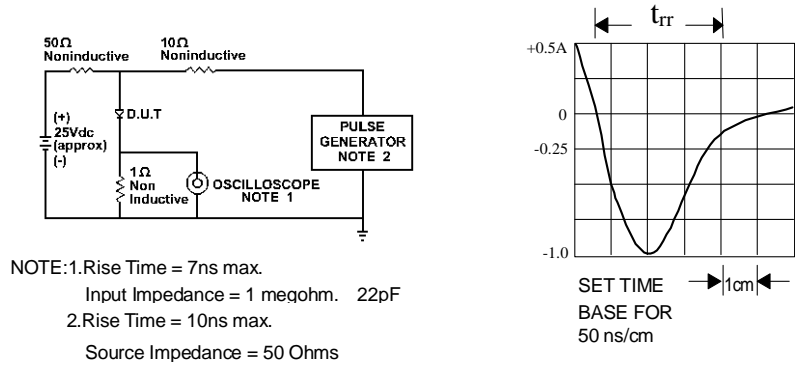 50Ω
Noninductive
10Ω
Noninductive
(+)
25Vdc
(approx)
(-)
D.U.T
1Ω
Non
Inductive
OSCILLOSCOPE
NOTE 1
PULSE
GENERATOR
NOTE 2
NOTE:1.Rise Time = 7ns max.
Input Impedance = 1 megohm. 22pF
2.Rise Time = 10ns max.
Source Impedance = 50 Ohms
trr
+0.5A
0
-0.25
-1.0
1cm
SET TIME
BASE FOR
50 ns/cm